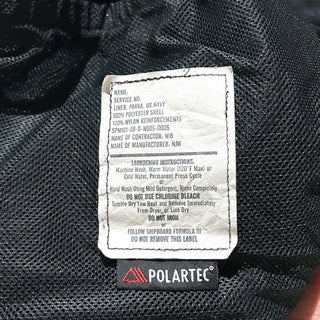 NAME:
SERVICE NO.
LINER, PARKA, US NAVY
100% POLYESTER SHELL
100% NYLON REINFORCEMENTS
SPM1C1-08-D-N005-0005
NAME OF CONTRACTOR: NIB
NAME OF MANUFACTURER: NJW
LAUNDERING INSTRUCTIONS:
Machine Wash, Warm Water (120°F Max) or
Cold Water, Permanent Press Cycle
or
Hand Wash Using Mild Detergent, Rinse Completely
DO NOT USE CHLORINE BLEACH
Tumble Dry Low Heat and Remove Immediately
From Dryer, or Line Dry
DO NOT IRON
or
FOLLOW SHIPBOARD FORMULA III
DO NOT REMOVE THIS LABEL
POLARTEC®